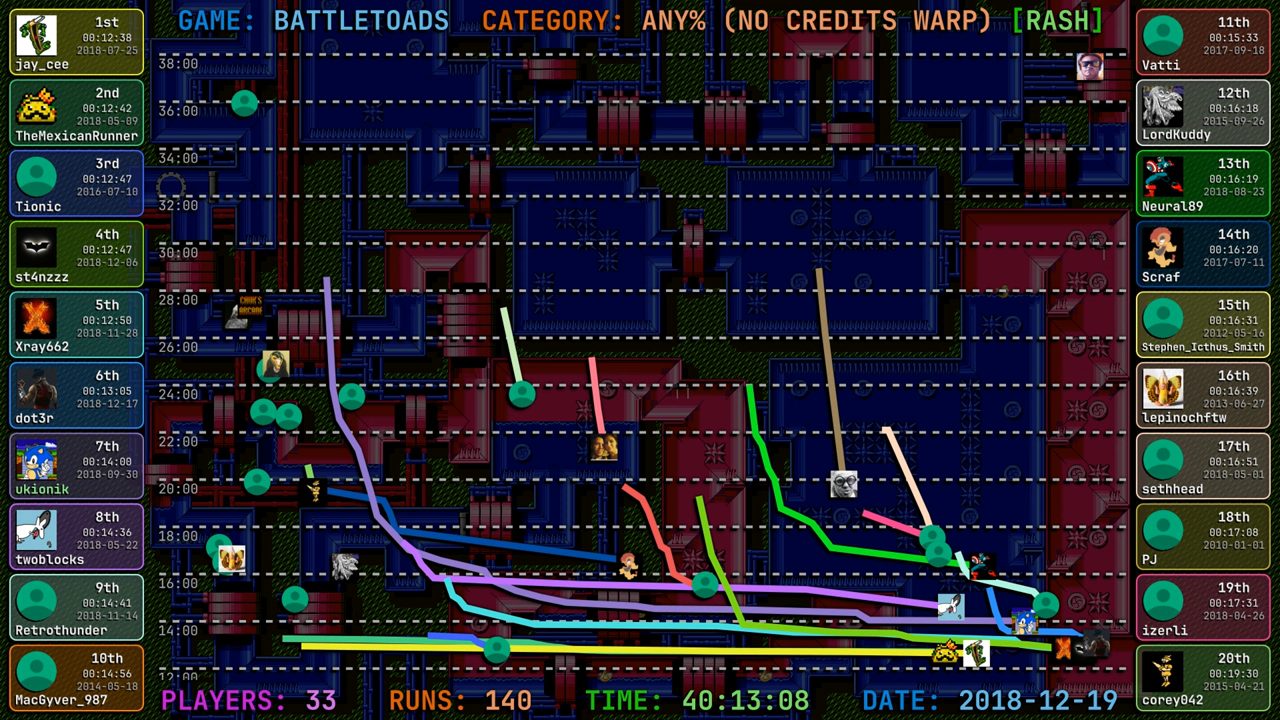 GAME: BATTLETOADS CATEGORY: ANY% (NO CREDITS WARP) [RASH]
1st
00:12:38
2018-07-25
jay_cee
2nd
00:12:42
2018-05-09
TheMexicanRunner
3rd
00:12:47
2016-07-10
Tionic
4th
00:12:47
2018-12-06
st4nzzz
5th
00:12:50
2018-11-28
Xray662
6th
00:13:05
2018-12-17
dot3r
7th
00:14:00
2018-09-30
ukionik
8th
00:14:36
2018-05-22
twoblocks
9th
00:14:41
2018-11-14
Retrothunder
10th
00:14:56
2014-05-18
MacGyver_987
38:00
36:00
34:00
32:00
30:00
28:00
26:00
24:00
22:00
20:00
18:00
16:00
14:00
12:00
11th
00:15:33
2017-09-18
Vatti
12th
00:16:18
2015-09-26
LordKuddy
13th
00:16:19
2018-08-23
Neural89
14th
00:16:20
2017-07-11
Scraf
15th
00:16:31
2012-05-16
Stephen_Icthus_Smith
16th
00:16:39
2013-06-27
lepinochftw
17th
00:16:51
2018-05-01
sethhead
18th
00:17:08
2010-01-01
PJ
19th
00:17:31
2018-04-26
izerli
20th
00:19:30
2015-04-21
corey042
PLAYERS: 33 RUNS: 140 TIME: 40:13:08 DATE: 2018-12-19